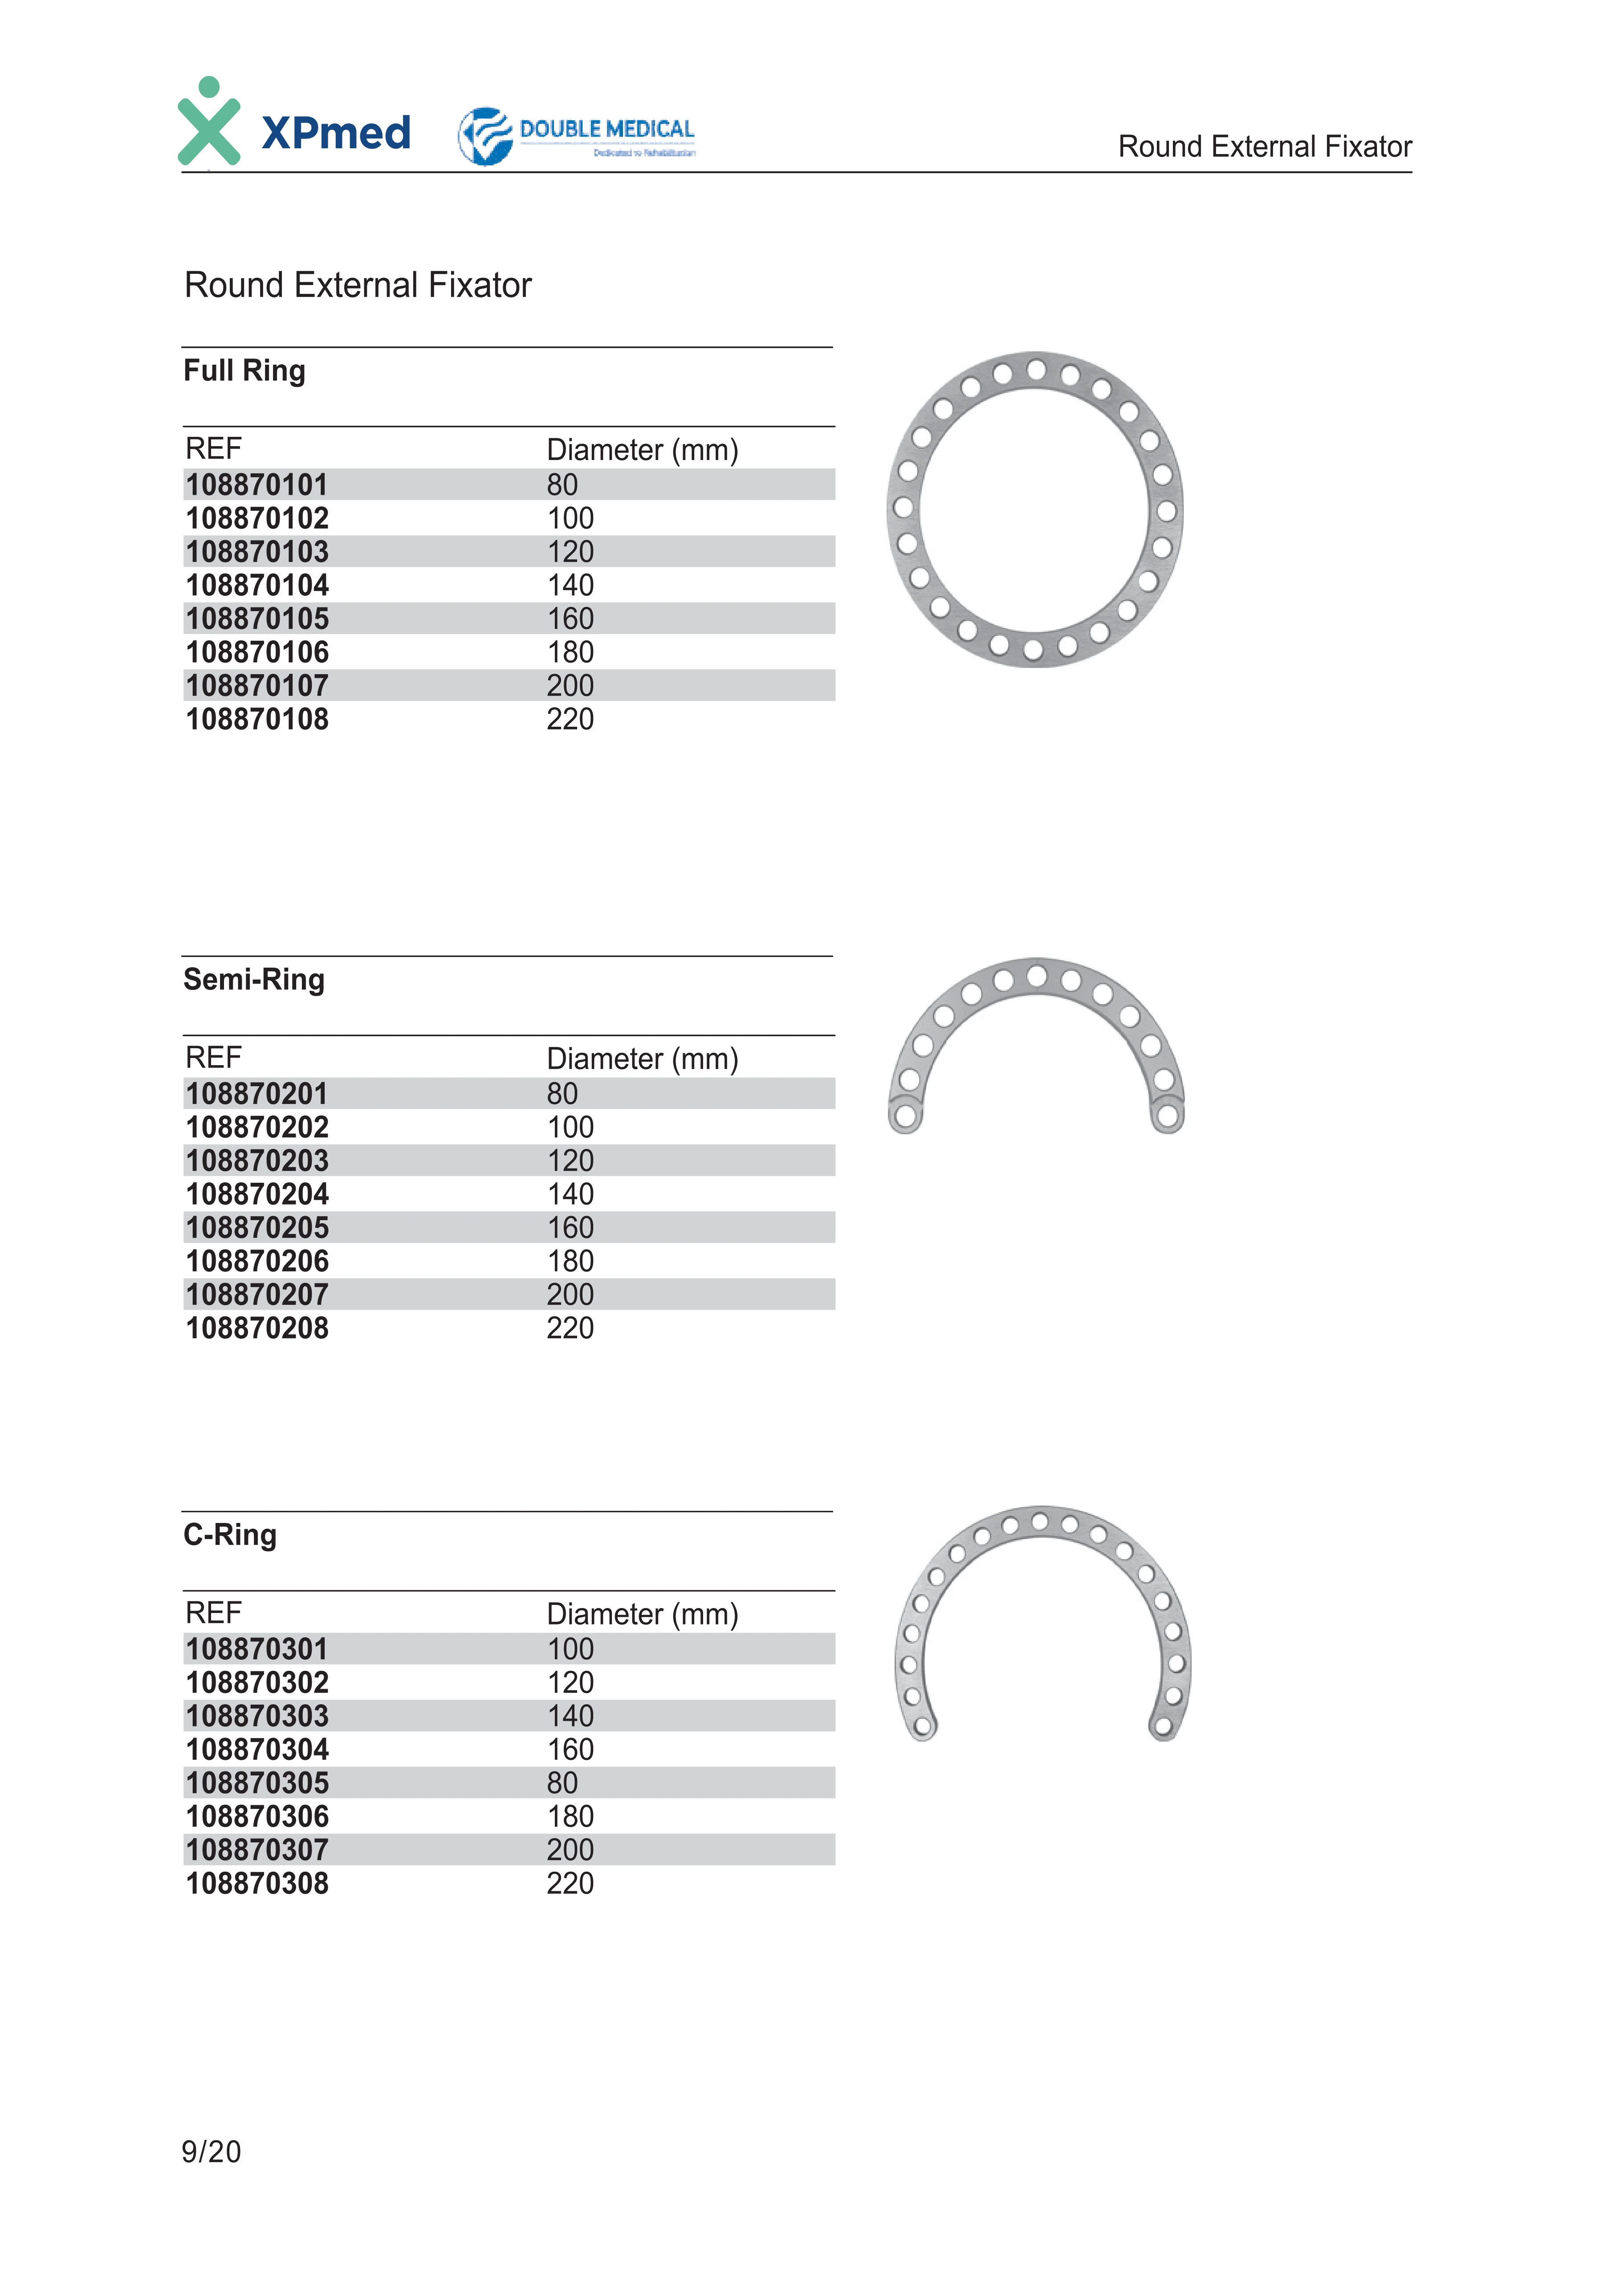 XPmed
DOUBLE MEDICAL
Dedicated to Rehabilitation
Round External Fixator
Round External Fixator
Full Ring
REF Diameter (mm)
108870101 80
108870102 100
108870103 120
108870104 140
108870105 160
108870106 180
108870107 200
108870108 220
Semi-Ring
REF Diameter (mm)
108870201 80
108870202 100
108870203 120
108870204 140
108870205 160
108870206 180
108870207 200
108870208 220
C-Ring
REF Diameter (mm)
108870301 100
108870302 120
108870303 140
108870304 160
108870305 80
108870306 180
108870307 200
108870308 220
9/20